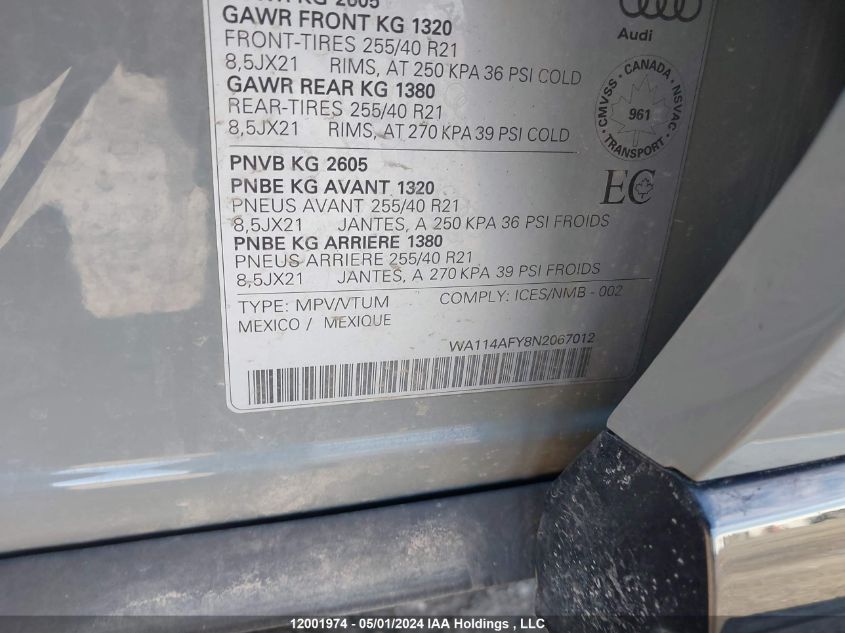 KG 2605
GAWR FRONT KG 1320
FRONT-TIRES 255/40 R21
8,5JX21 RIMS, AT 250 KPA 36 PSI COLD
GAWR REAR KG 1380
REAR-TIRES 255/40 R21
8,5JX21 RIMS, AT 270 KPA 39 PSI COLD
Audi
CMVSS · CANADA · NSVAC · TRANSPORT ·
961
PNVB KG 2605
PNBE KG AVANT 1320
PNEUS AVANT 255/40 R21
8,5JX21 JANTES, A 250 KPA 36 PSI FROIDS
PNBE KG ARRIERE 1380
PNEUS ARRIERE 255/40 R21
8,5JX21 JANTES, A 270 KPA 39 PSI FROIDS
EC
TYPE: MPV/VTUM COMPLY: ICES/NMB - 002
MEXICO / MEXIQUE
WA114AFY8N2067012
12001974 - 05/01/2024 IAA Holdings , LLC